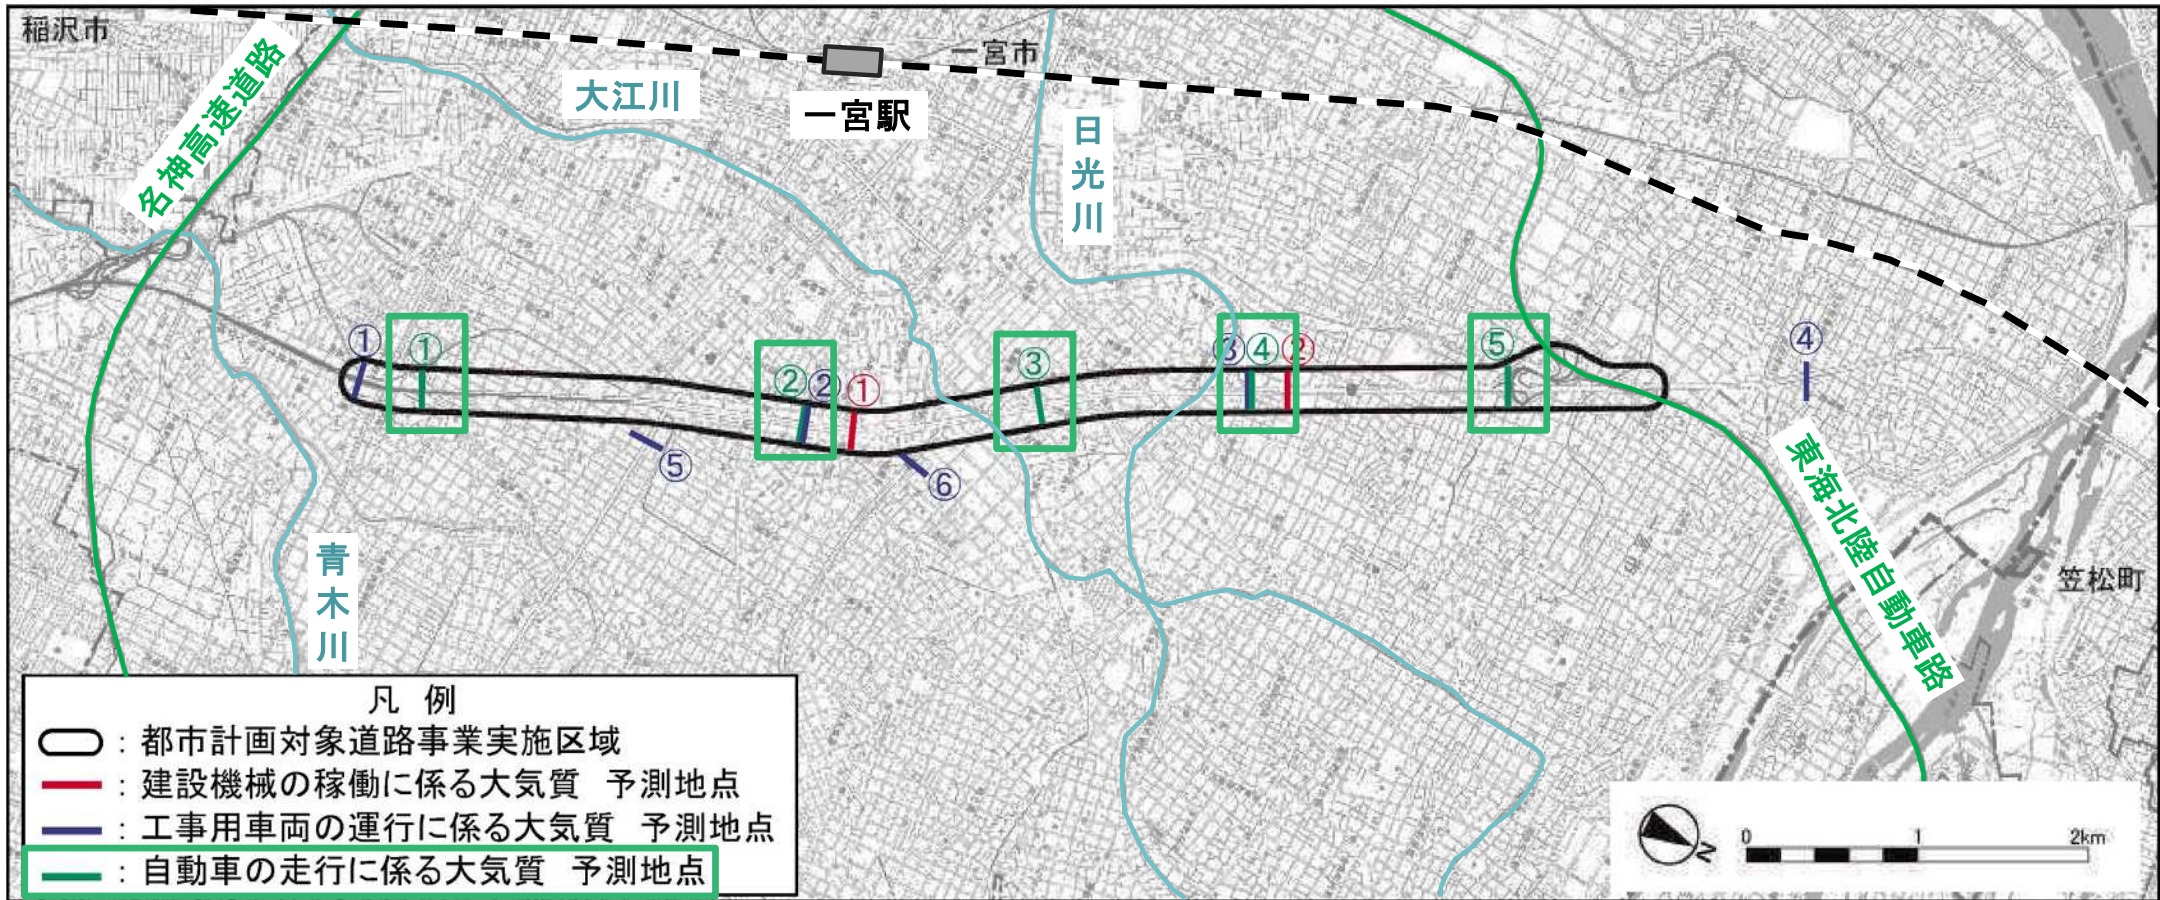 稲沢市
名神高速道路
大江川
一宮市
一宮駅
日光川
①
①
②
②
①
③
③
④
②
⑤
④
⑤
⑥
青木川
東海北陸自動車路
笠松町
凡 例
：都市計画対象道路事業実施区域
：建設機械の稼働に係る大気質 予測地点
：工事用車両の運行に係る大気質 予測地点
：自動車の走行に係る大気質 予測地点
N
0 1 2km